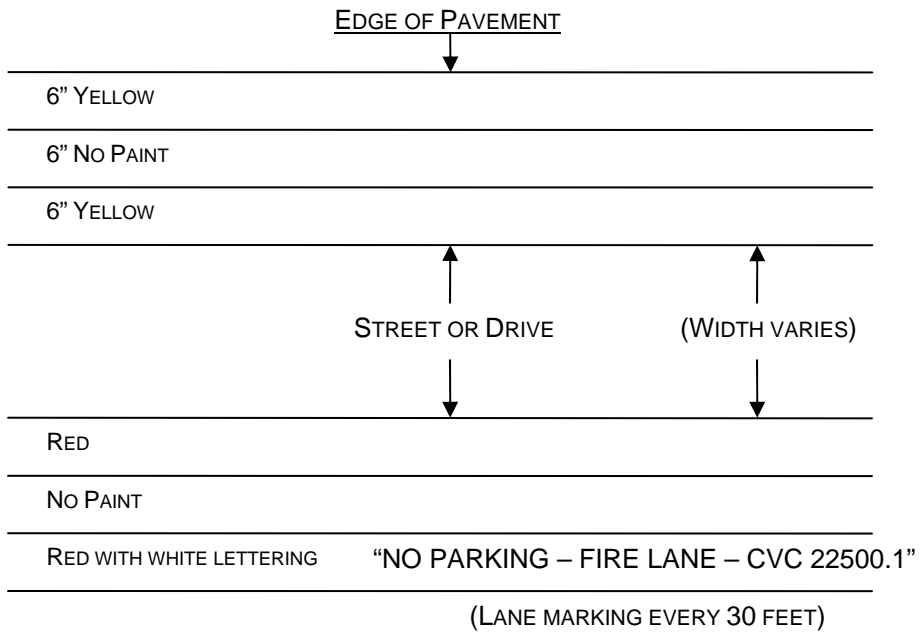 EDGE OF PAVEMENT
6” YELLOW
6” NO PAINT
6” YELLOW
STREET OR DRIVE (WIDTH VARIES)
RED
NO PAINT
RED WITH WHITE LETTERING “NO PARKING – FIRE LANE – CVC 22500.1”
(LANE MARKING EVERY 30 FEET)